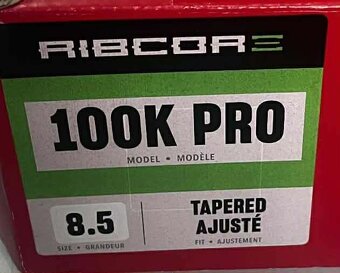 RIBCORE
100K PRO
MODEL • MODÈLE
8.5
SIZE • GRANDEUR
TAPERED
AJUSTÉ
FIT • AJUSTEMENT